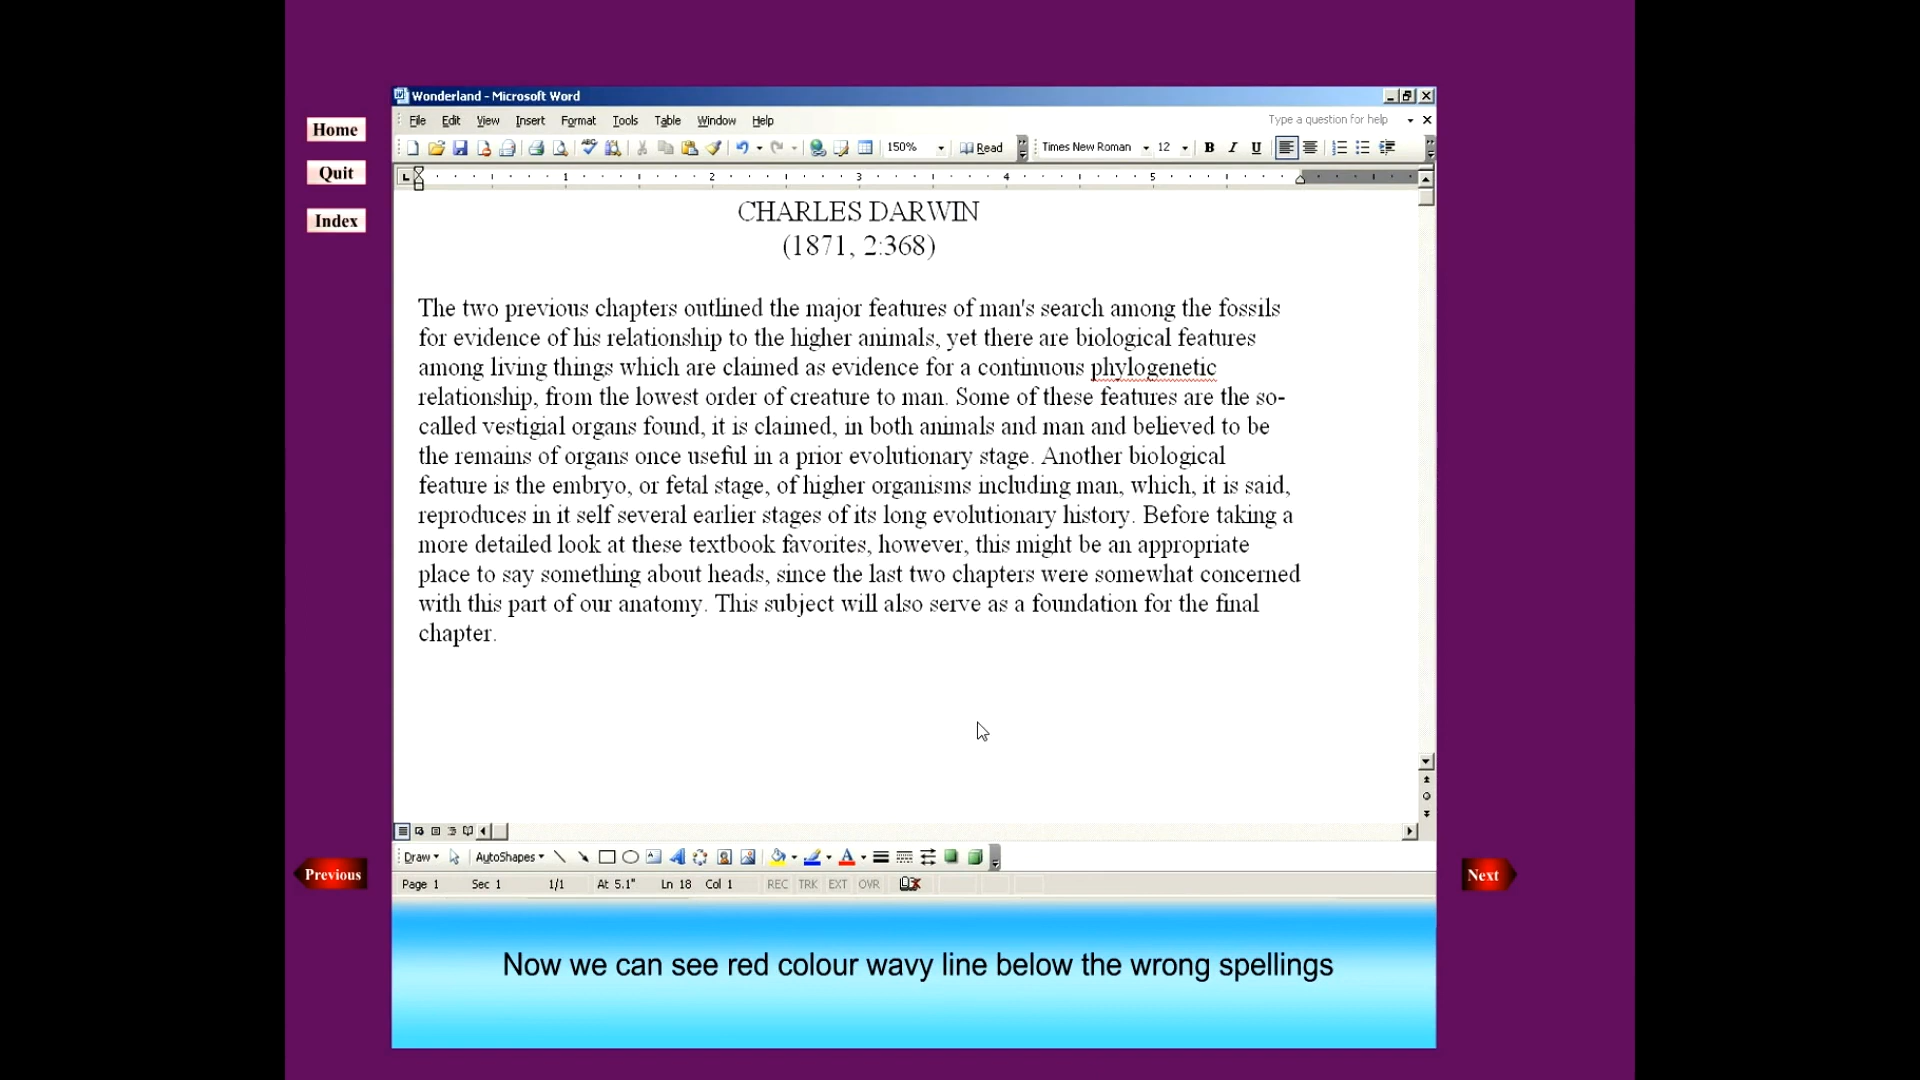 Wonderland - Microsoft Word
Home
Quit
Index
File Edit View Insert Format Tools Table Window Help
Type a question for help
150% Read Times New Roman 12 B I U
1 2 3 4 5
CHARLES DARWIN
(1871, 2:368)
The two previous chapters outlined the major features of man's search among the fossils
for evidence of his relationship to the higher animals, yet there are biological features
among living things which are claimed as evidence for a continuous phylogenetic
relationship, from the lowest order of creature to man. Some of these features are the so-
called vestigial organs found, it is claimed, in both animals and man and believed to be
the remains of organs once useful in a prior evolutionary stage. Another biological
feature is the embryo, or fetal stage, of higher organisms including man, which, it is said,
reproduces in it self several earlier stages of its long evolutionary history. Before taking a
more detailed look at these textbook favorites, however, this might be an appropriate
place to say something about heads, since the last two chapters were somewhat concerned
with this part of our anatomy. This subject will also serve as a foundation for the final
chapter.
Draw AutoShapes
Previous
Next
Page 1 Sec 1 1/1 At 5.1" Ln 18 Col 1 REC TRK EXT OVR
Now we can see red colour wavy line below the wrong spellings